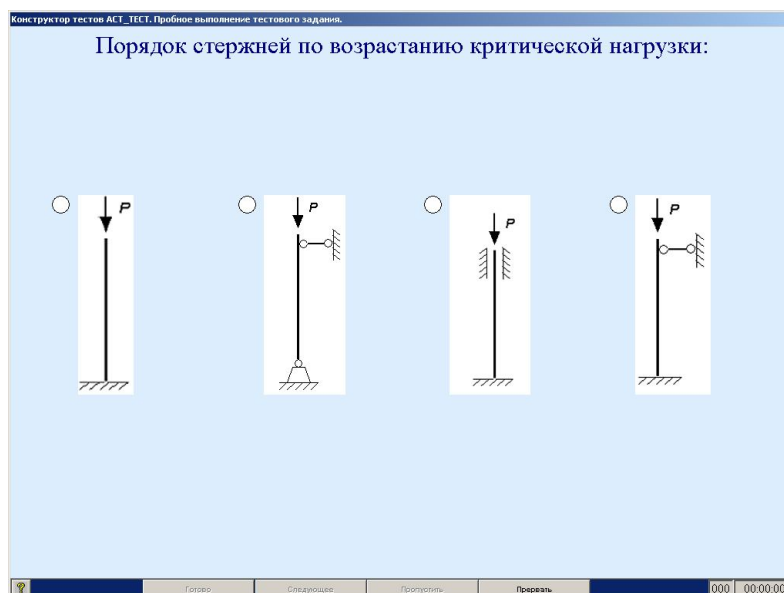 Конструктор тестов АСТ_ТЕСТ. Пробное выполнение тестового задания.
Порядок стержней по возрастанию критической нагрузки:
P
P
P
P
? Готово Следующее Пропустить Прервать 000 00:00:00